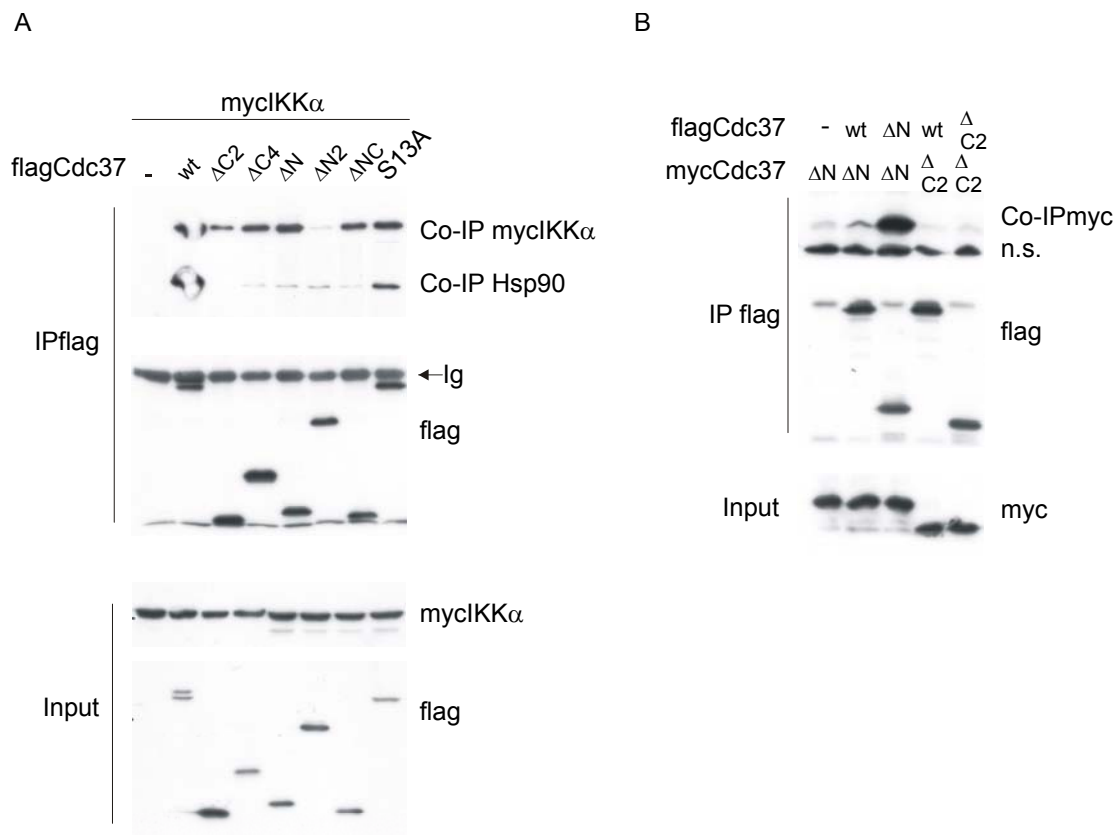 A
mycIKKα
flagCdc37 - wt ΔC2 ΔC4 ΔN ΔN2 ΔNC S13A
Co-IP mycIKKα
Co-IP Hsp90
IPflag
Ig
flag
mycIKKα
Input
flag
B
flagCdc37 - wt ΔN wt Δ C2
mycCdc37 ΔN ΔN ΔN Δ C2 Δ C2
Co-IPmyc
n.s.
IP flag
flag
Input
myc